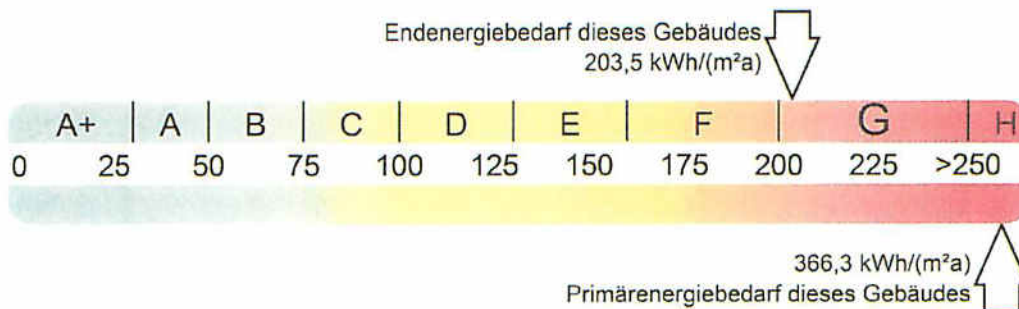 Endenergiebedarf dieses Gebäudes
203,5 kWh/(m²a)
A+ A B C D E F G H
0 25 50 75 100 125 150 175 200 225 >250
366,3 kWh/(m²a)
Primärenergiebedarf dieses Gebäudes